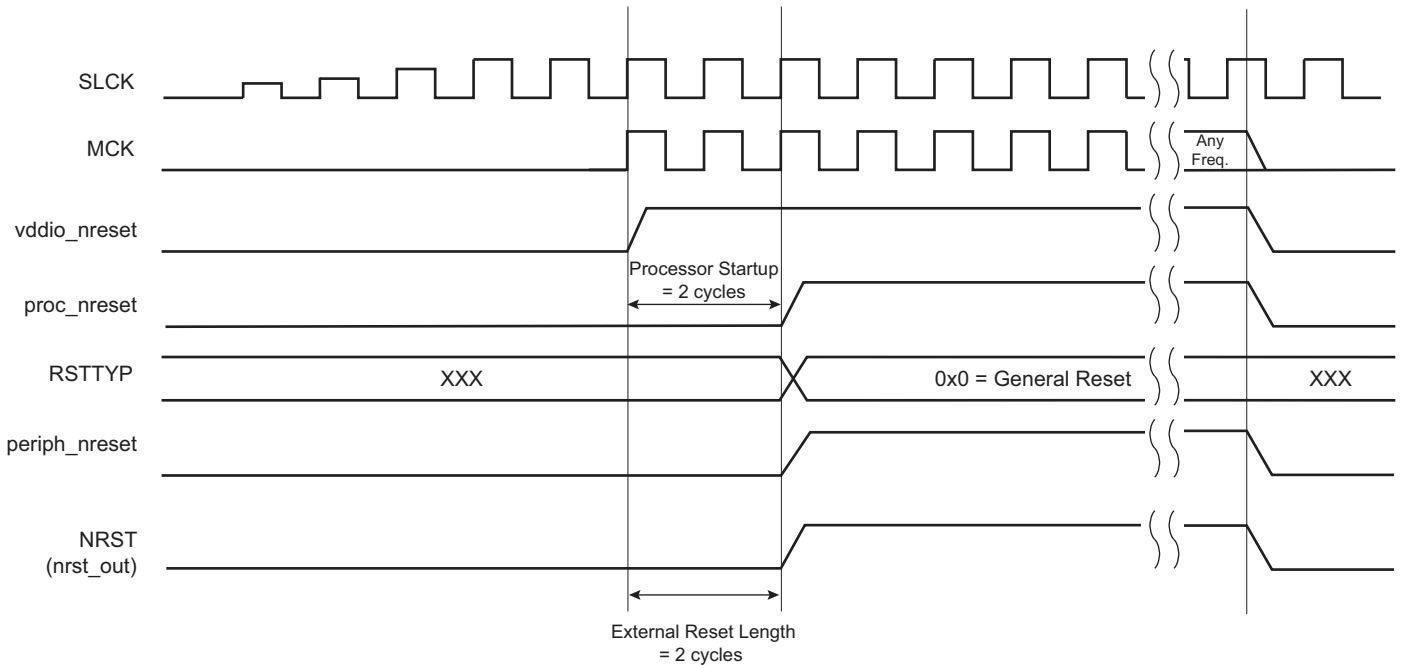 SLCK
MCK
Any
Freq.
vddio_nreset
Processor Startup
= 2 cycles
proc_nreset
RSTTYP
XXX
0x0 = General Reset
XXX
periph_nreset
NRST
(nrst_out)
External Reset Length
= 2 cycles